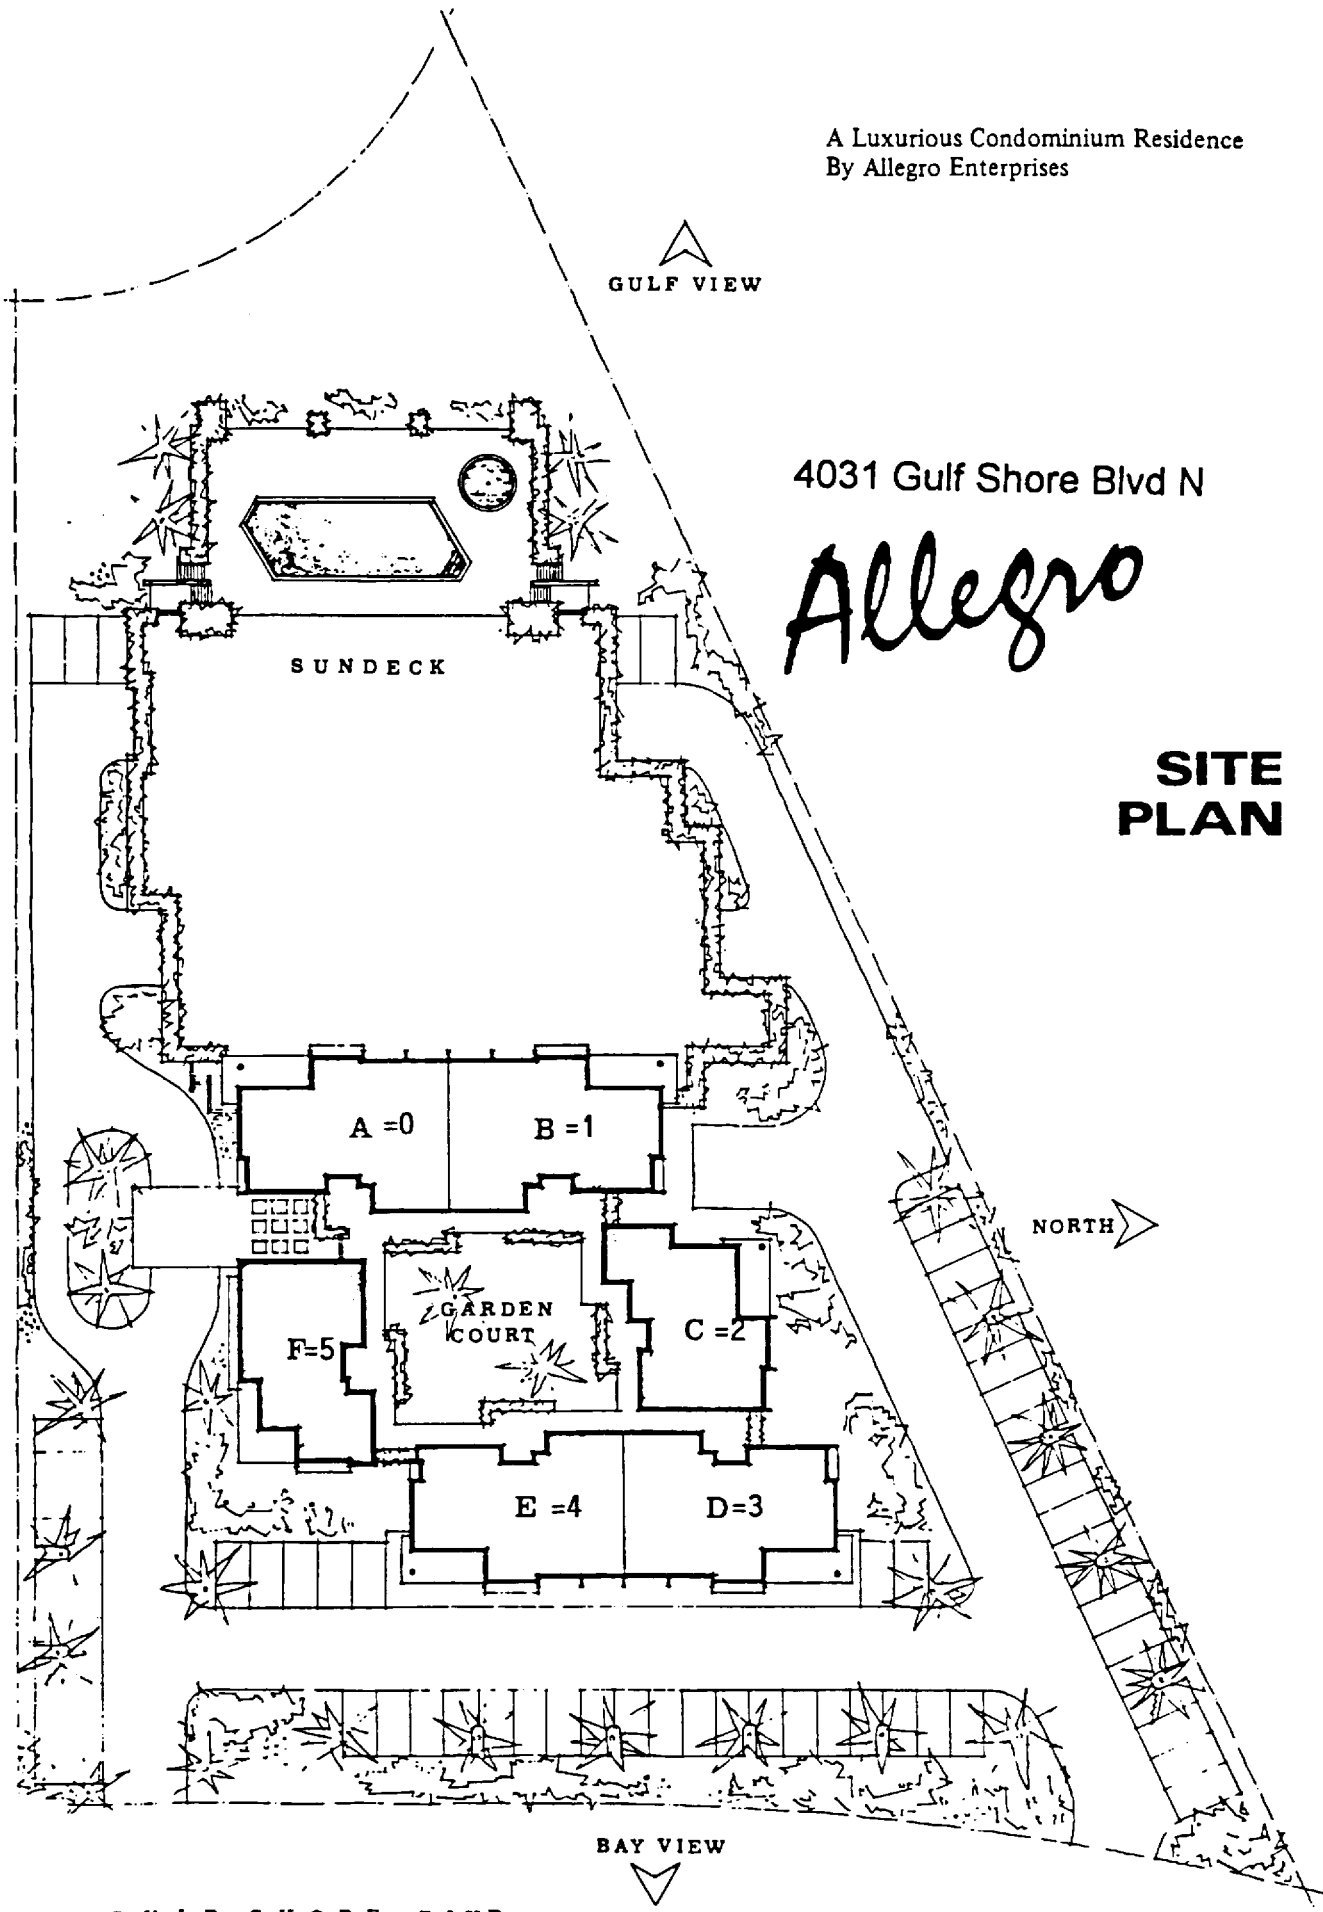 A Luxurious Condominium Residence
By Allegro Enterprises
GULF VIEW
4031 Gulf Shore Blvd N
Allegro
SUNDECK
SITE
PLAN
A =0
B =1
NORTH
GARDEN
COURT
C =2
F=5
E =4
D=3
BAY VIEW